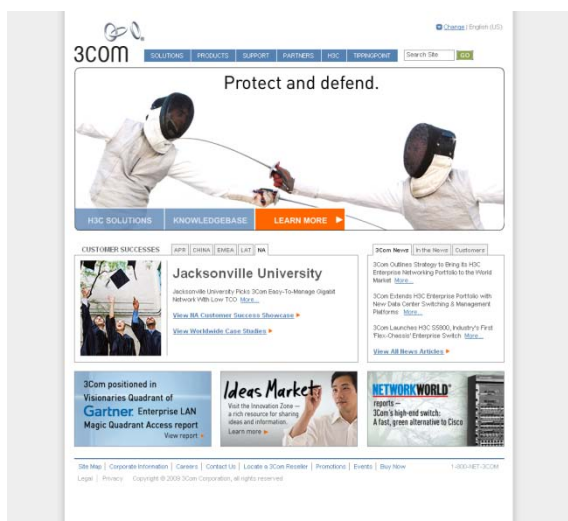 Change / English (US)
3COM
SOLUTIONS PRODUCTS SUPPORT PARTNERS H3C TIPPINGPOINT Search Site GO
Protect and defend.
H3C SOLUTIONS KNOWLEDGEBASE LEARN MORE
CUSTOMER SUCCESSES APR CHINA EMEA LAT NA
Jacksonville University
Jacksonville University Picks 3Com Easy-To-Manage Gigabit
Network With Low TCO More...
View NA Customer Success Showcase
View Worldwide Case Studies
3Com News In the News Customers
3Com Outlines Strategy to Bring its H3C
Enterprise Networking Portfolio to the World
Market More...
3Com Extends H3C Enterprise Portfolio with
New Data Center Switching & Management
Platforms More...
3Com Launches H3C S5800, Industry's First
'Flex-Chassis' Enterprise Switch More...
View All News Articles
3Com positioned in
Visionaries Quadrant of
Gartner Enterprise LAN
Magic Quadrant Access report
View report
Ideas Market
Visit the Innovation Zone —
a rich resource for sharing
ideas and information.
Learn more
NETWORKWORLD
reports —
3Com's high-end switch:
A fast, green alternative to Cisco
Site Map | Corporate Information | Careers | Contact Us | Locate a 3Com Reseller | Promotions | Events | Buy Now 1-800-NET-3COM
Legal | Privacy Copyright © 2009 3Com Corporation, all rights reserved